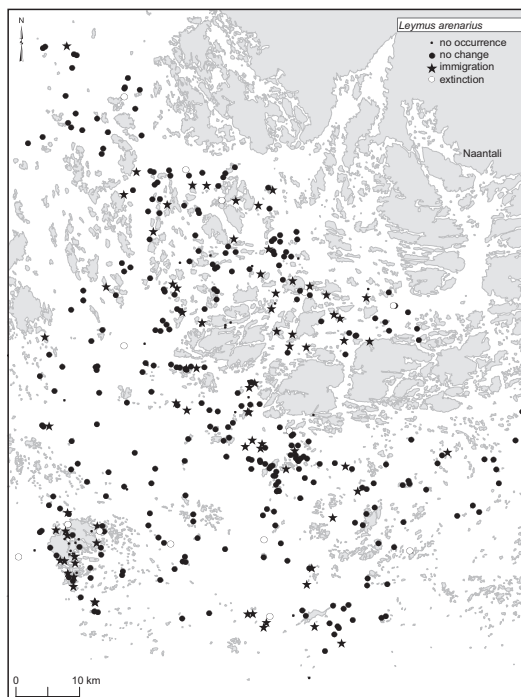 N
Leymus arenarius
no occurrence
no change
immigration
extinction
Naantali
0 10 km